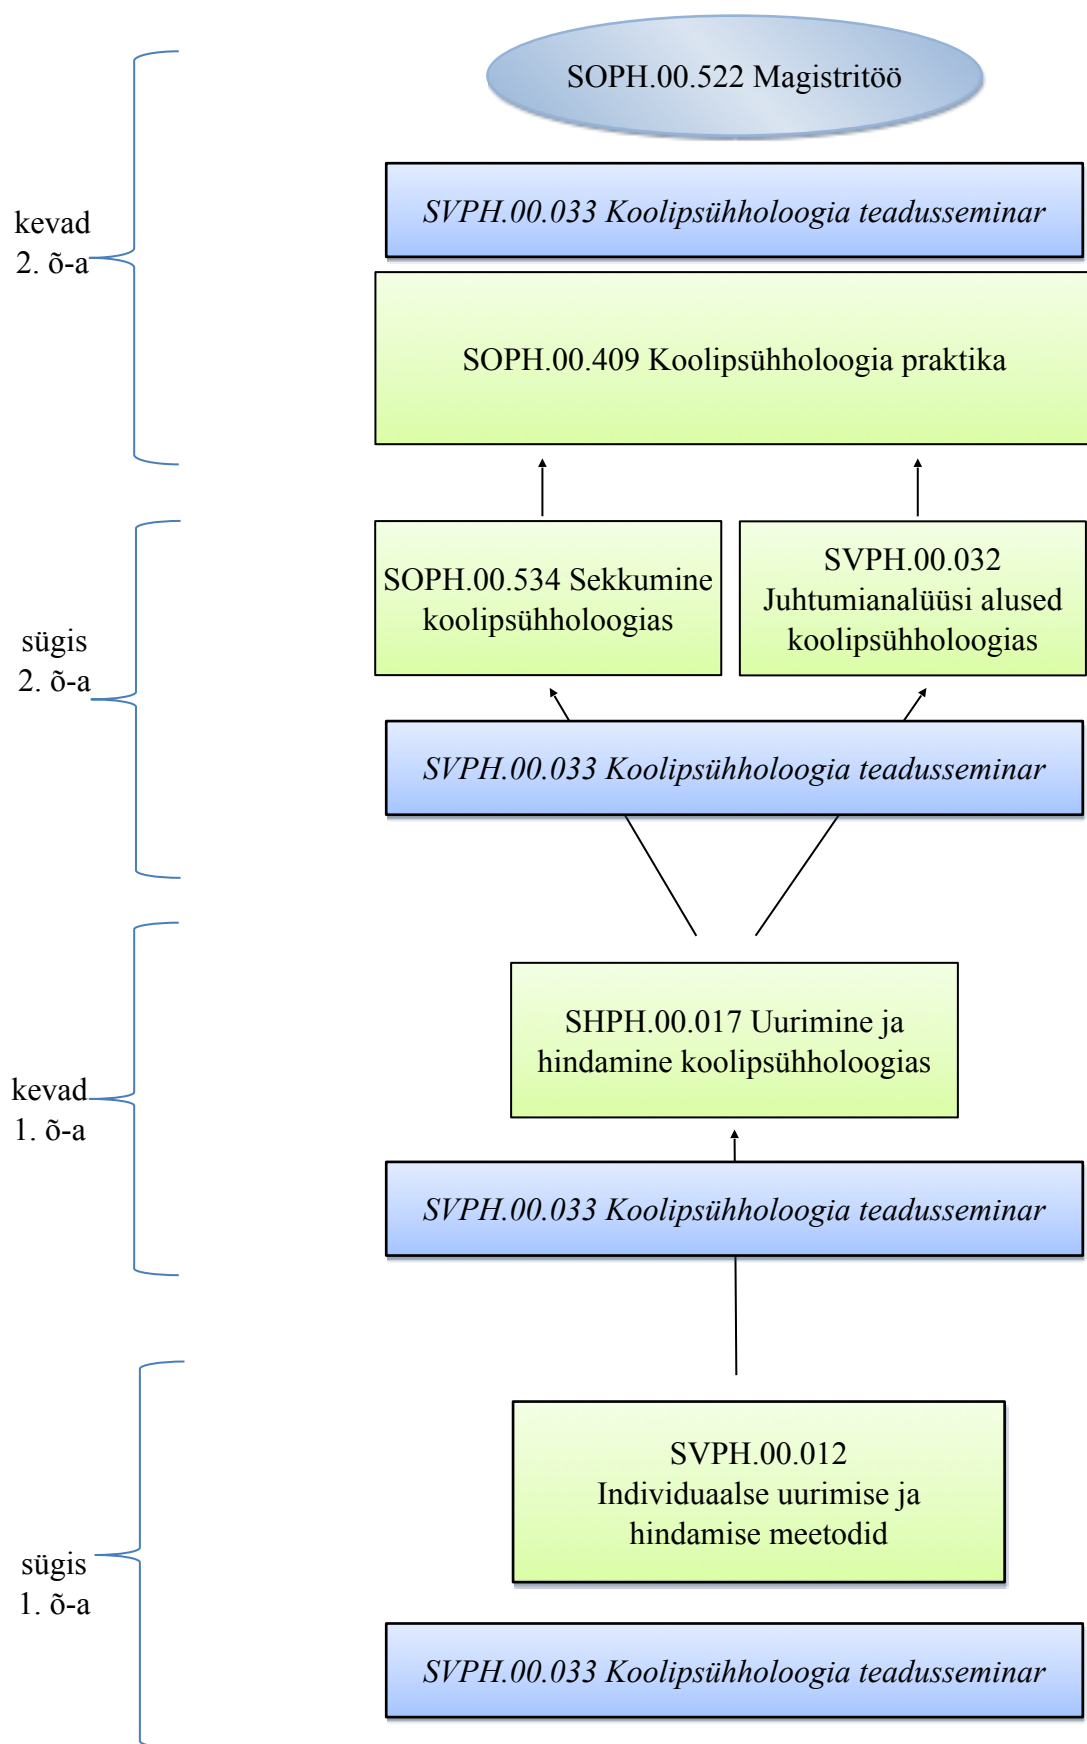 SOPH.00.522 Magistritöö
SVPH.00.033 Koolipsühholoogia teadusseminar
kevad
2. õ-a
SOPH.00.409 Koolipsühholoogia praktika
SOPH.00.534 Sekkumine
koolipsühholoogias
SVPH.00.032
Juhtumianalüüsi alused
koolipsühholoogias
sügis
2. õ-a
SVPH.00.033 Koolipsühholoogia teadusseminar
SHPH.00.017 Uurimine ja
hindamine koolipsühholoogias
kevad
1. õ-a
SVPH.00.033 Koolipsühholoogia teadusseminar
SVPH.00.012
Individuaalse uurimise ja
hindamise meetodid
sügis
1. õ-a
SVPH.00.033 Koolipsühholoogia teadusseminar